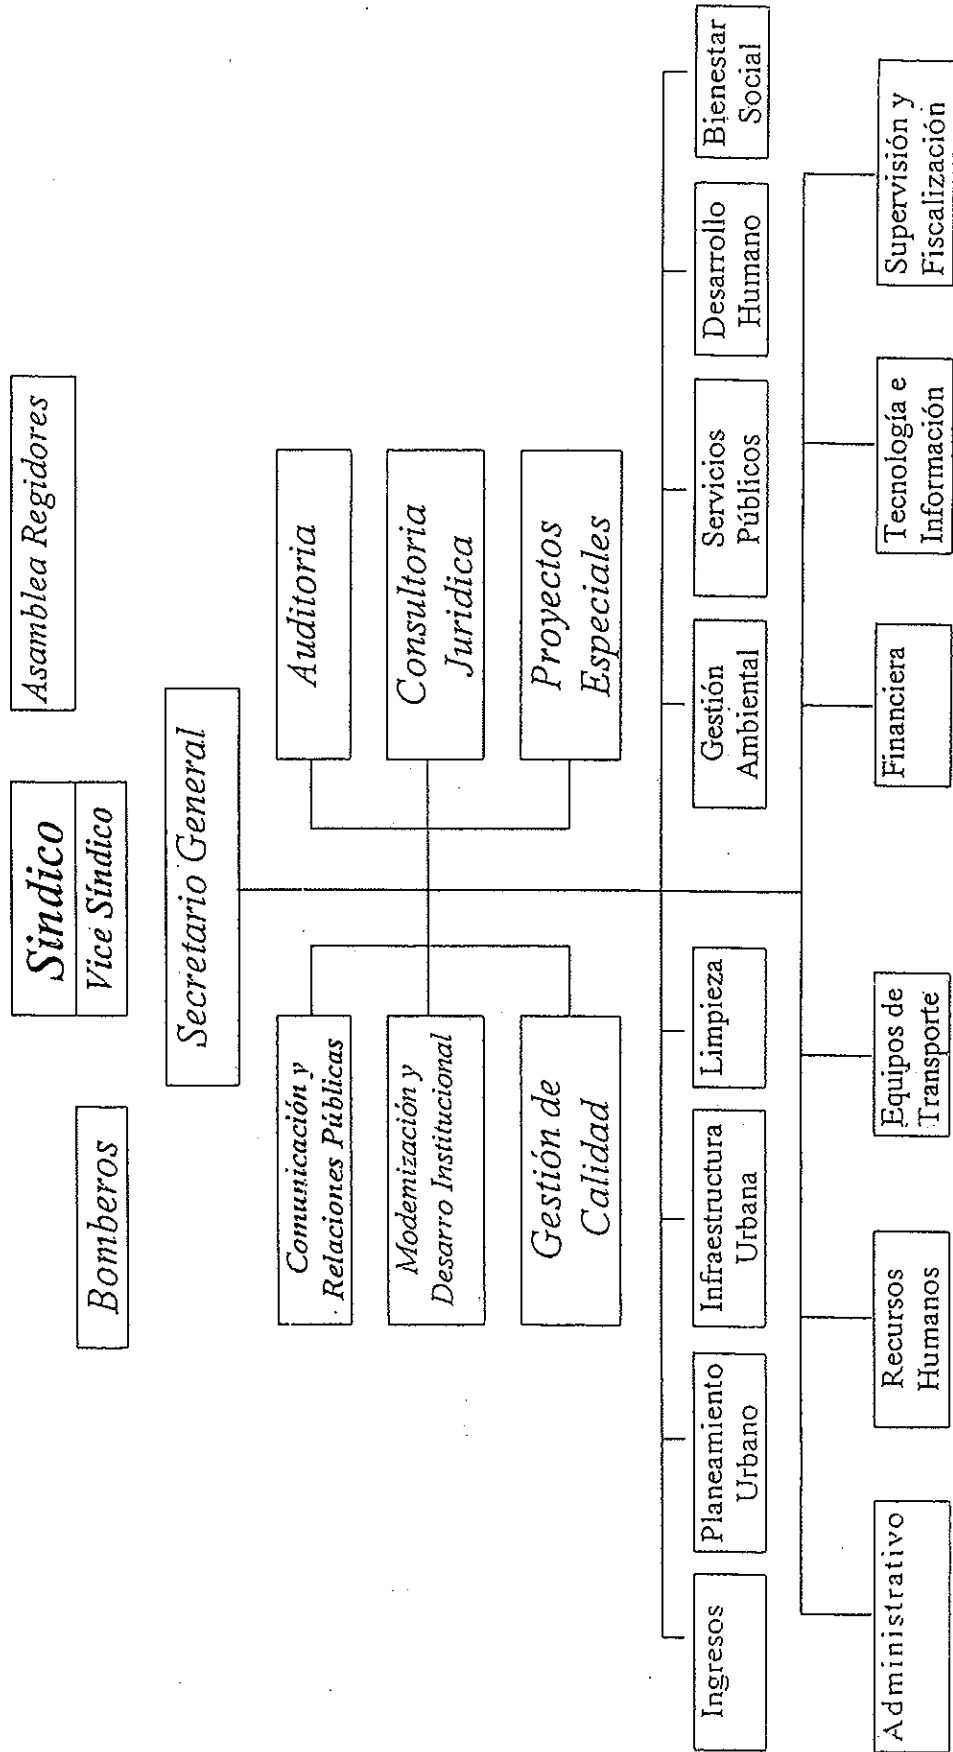 Asamblea Regidores
Síndico
Vice Síndico
Bomberos
Secretario General
Comunicación y
Relaciones Públicas
Auditoria
Modemización y
Desarro Institucional
Consultoria
Juridica
Gestión de
Calidad
Proyectos
Especiales
Ingresos
Planeamiento
Urbano
Infraestructura
Urbana
Limpieza
Gestión
Ambiental
Servicios
Públicos
Desarrollo
Humano
Bienestar
Social
Administrativo
Recursos
Humanos
Equipos de
Transporte
Financiera
Tecnología e
Información
Supervisión y
Fiscalización